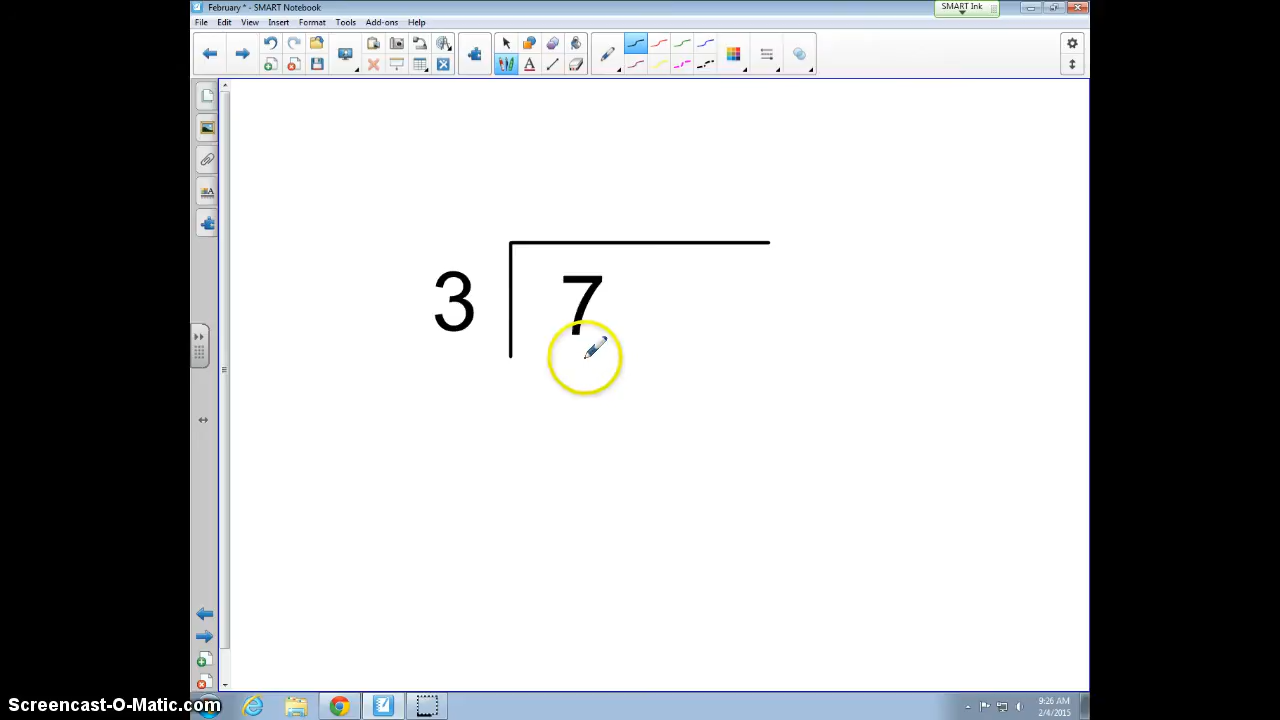 February * - SMART Notebook
SMART Ink
File Edit View Insert Format Tools Add-ons Help
3 7
Screencast-O-Matic.com
9:26 AM
2/4/2015